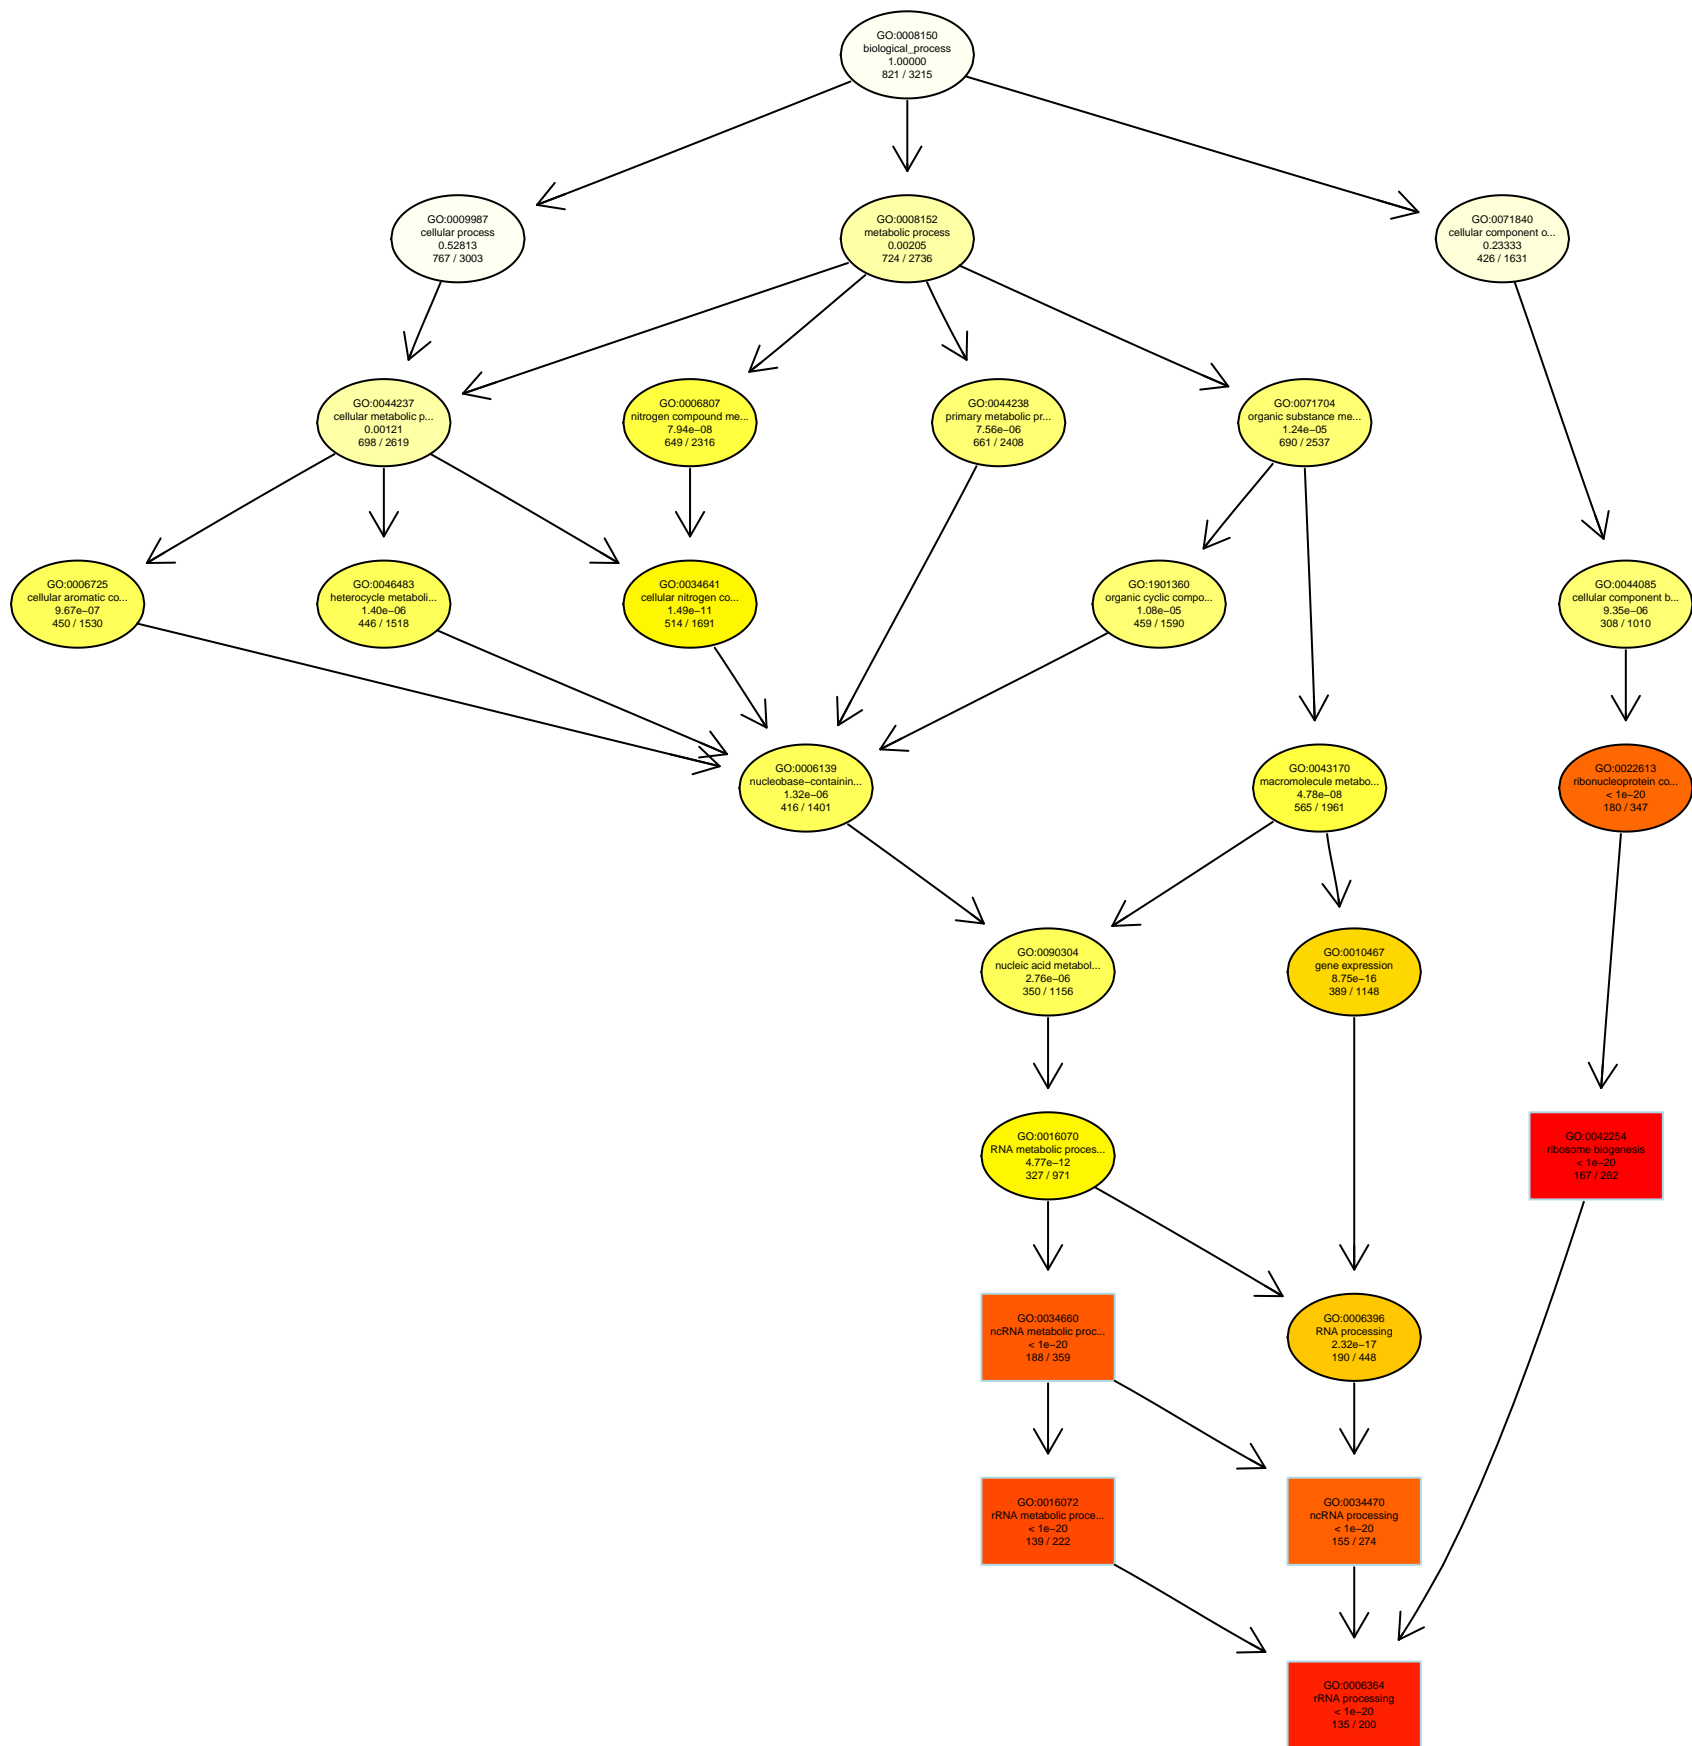 GO:0008150
biological_process
1.00000
821 / 3215
GO:0009987
cellular process
0.52813
767 / 3003
GO:0008152
metabolic process
0.00205
724 / 2736
GO:0071840
cellular component o...
0.23333
426 / 1631
GO:0044237
cellular metabolic p...
0.00121
698 / 2619
GO:0006807
nitrogen compound me...
7.94e−08
649 / 2316
GO:0044238
primary metabolic pr...
7.56e−06
661 / 2408
GO:0071704
organic substance me...
1.24e−05
690 / 2537
GO:0006725
cellular aromatic co...
9.67e−07
450 / 1530
GO:0046483
heterocycle metaboli...
1.40e−06
446 / 1518
GO:0034641
cellular nitrogen co...
1.49e−11
514 / 1691
GO:1901360
organic cyclic compo...
1.08e−05
459 / 1590
GO:0044085
cellular component b...
9.35e−06
308 / 1010
GO:0006139
nucleobase−containin...
1.32e−06
416 / 1401
GO:0043170
macromolecule metabo...
4.78e−08
565 / 1961
GO:0022613
ribonucleoprotein co...
< 1e−20
180 / 347
GO:0090304
nucleic acid metabol...
2.76e−06
350 / 1156
GO:0010467
gene expression
8.75e−16
389 / 1148
GO:0016070
RNA metabolic proces...
4.77e−12
327 / 971
GO:0042254
ribosome biogenesis
< 1e−20
167 / 262
GO:0034660
ncRNA metabolic proc...
< 1e−20
188 / 359
GO:0006396
RNA processing
2.32e−17
190 / 448
GO:0016072
rRNA metabolic proce...
< 1e−20
139 / 222
GO:0034470
ncRNA processing
< 1e−20
155 / 274
GO:0006364
rRNA processing
< 1e−20
135 / 200